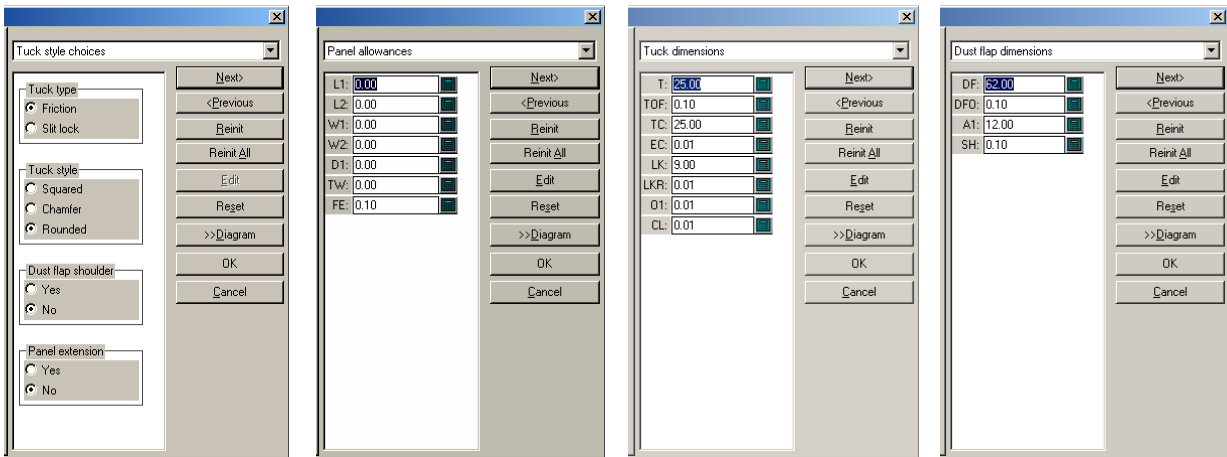 Tuck style choices
Tuck type
Friction
Slit lock
Tuck style
Squared
Chamfer
Rounded
Dust flap shoulder
Yes
No
Panel extension
Yes
No
Next>
<Previous
Reinit
Reinit All
Edit
Reset
>>Diagram
OK
Cancel
Panel allowances
L1: 0.00
L2: 0.00
W1: 0.00
W2: 0.00
D1: 0.00
TW: 0.00
FE: 0.10
Next>
<Previous
Reinit
Reinit All
Edit
Reset
>>Diagram
OK
Cancel
Tuck dimensions
T: 25.00
TOF: 0.10
TC: 25.00
EC: 0.01
LK: 9.00
LKR: 0.01
O1: 0.01
CL: 0.01
Next>
<Previous
Reinit
Reinit All
Edit
Reset
>>Diagram
OK
Cancel
Dust flap dimensions
DF: 62.00
DFO: 0.10
A1: 12.00
SH: 0.10
Next>
<Previous
Reinit
Reinit All
Edit
Reset
>>Diagram
OK
Cancel